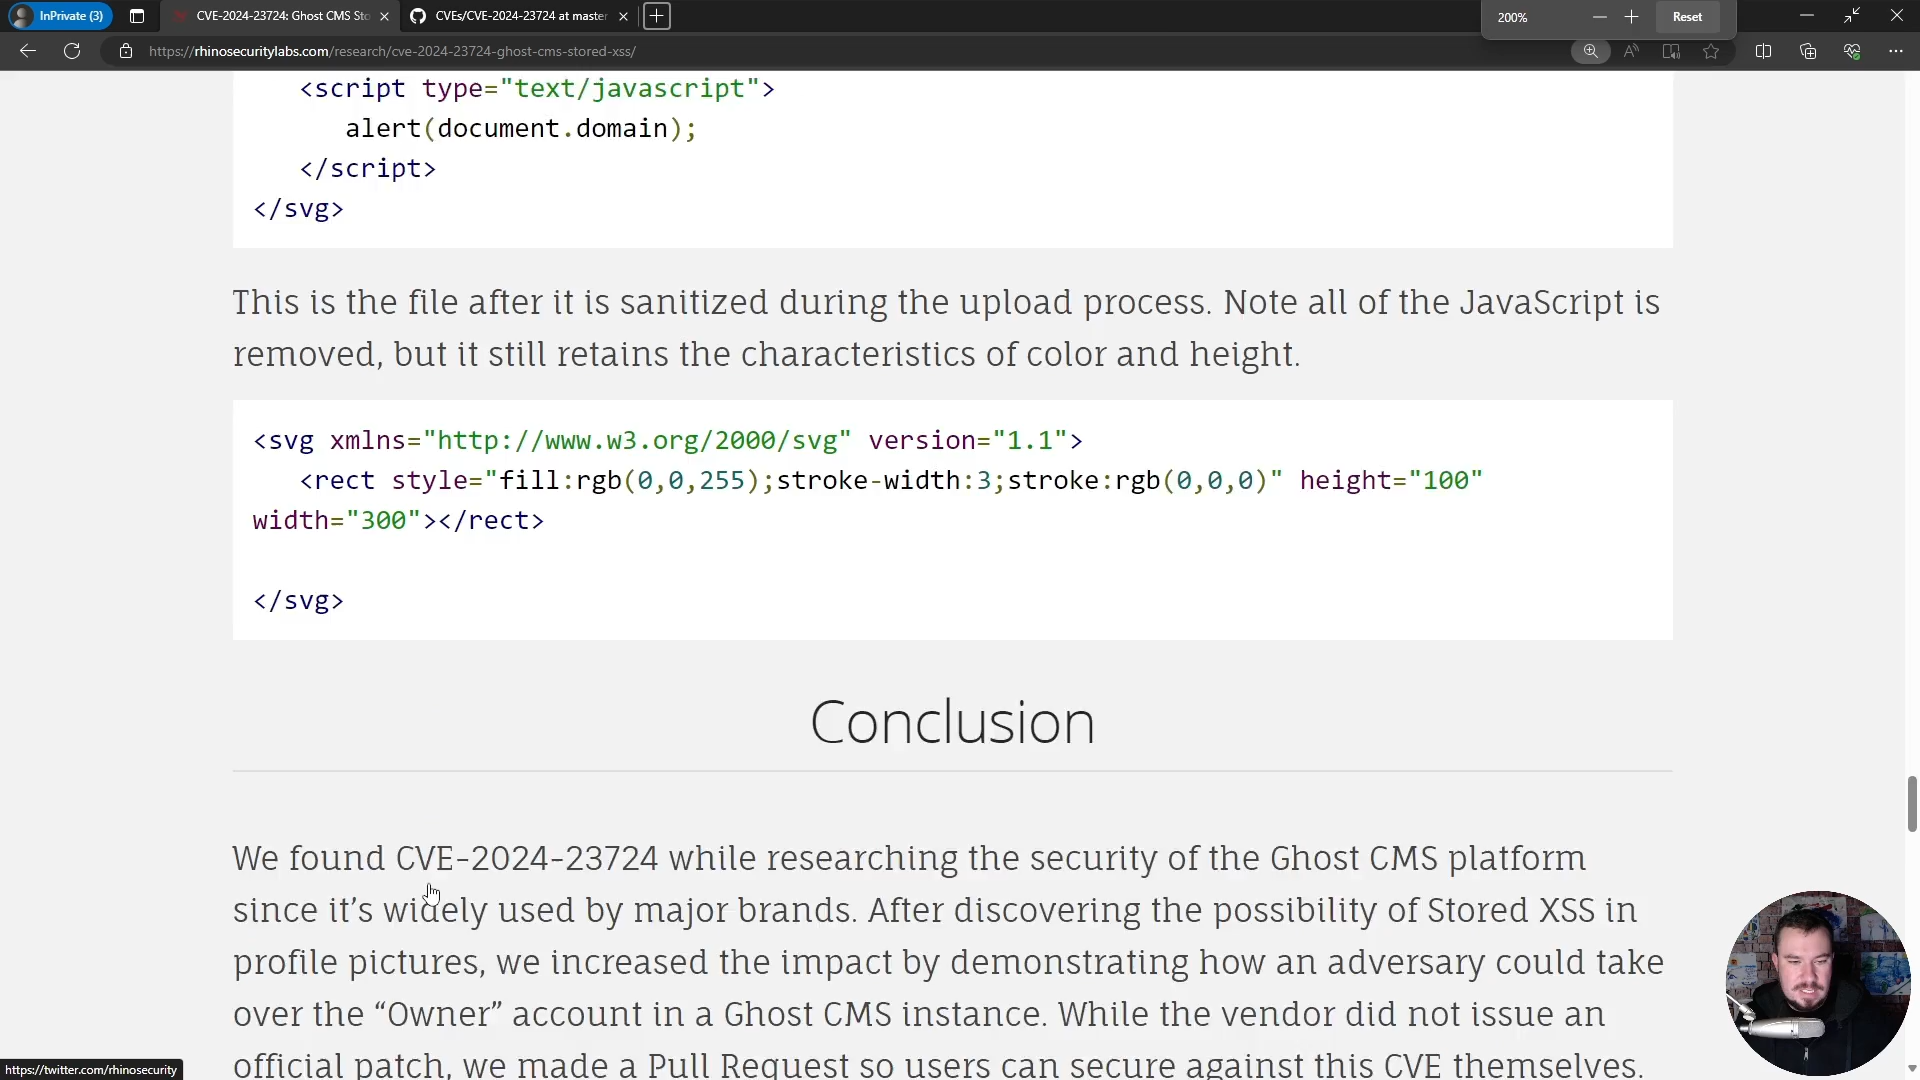 InPrivate (3)
CVE-2024-23724: Ghost CMS Sto
CVEs/CVE-2024-23724 at master
200%
Reset
https://rhinosecuritylabs.com/research/cve-2024-23724-ghost-cms-stored-xss/
<script type="text/javascript">
alert(document.domain);
</script>
</svg>
This is the file after it is sanitized during the upload process. Note all of the JavaScript is
removed, but it still retains the characteristics of color and height.
<svg xmlns="http://www.w3.org/2000/svg" version="1.1">
<rect style="fill:rgb(0,0,255);stroke-width:3;stroke:rgb(0,0,0)" height="100"
width="300"></rect>
</svg>
Conclusion
We found CVE-2024-23724 while researching the security of the Ghost CMS platform
since it’s widely used by major brands. After discovering the possibility of Stored XSS in
profile pictures, we increased the impact by demonstrating how an adversary could take
over the “Owner” account in a Ghost CMS instance. While the vendor did not issue an
official patch, we made a Pull Request so users can secure against this CVE themselves.
https://twitter.com/rhinosecurity